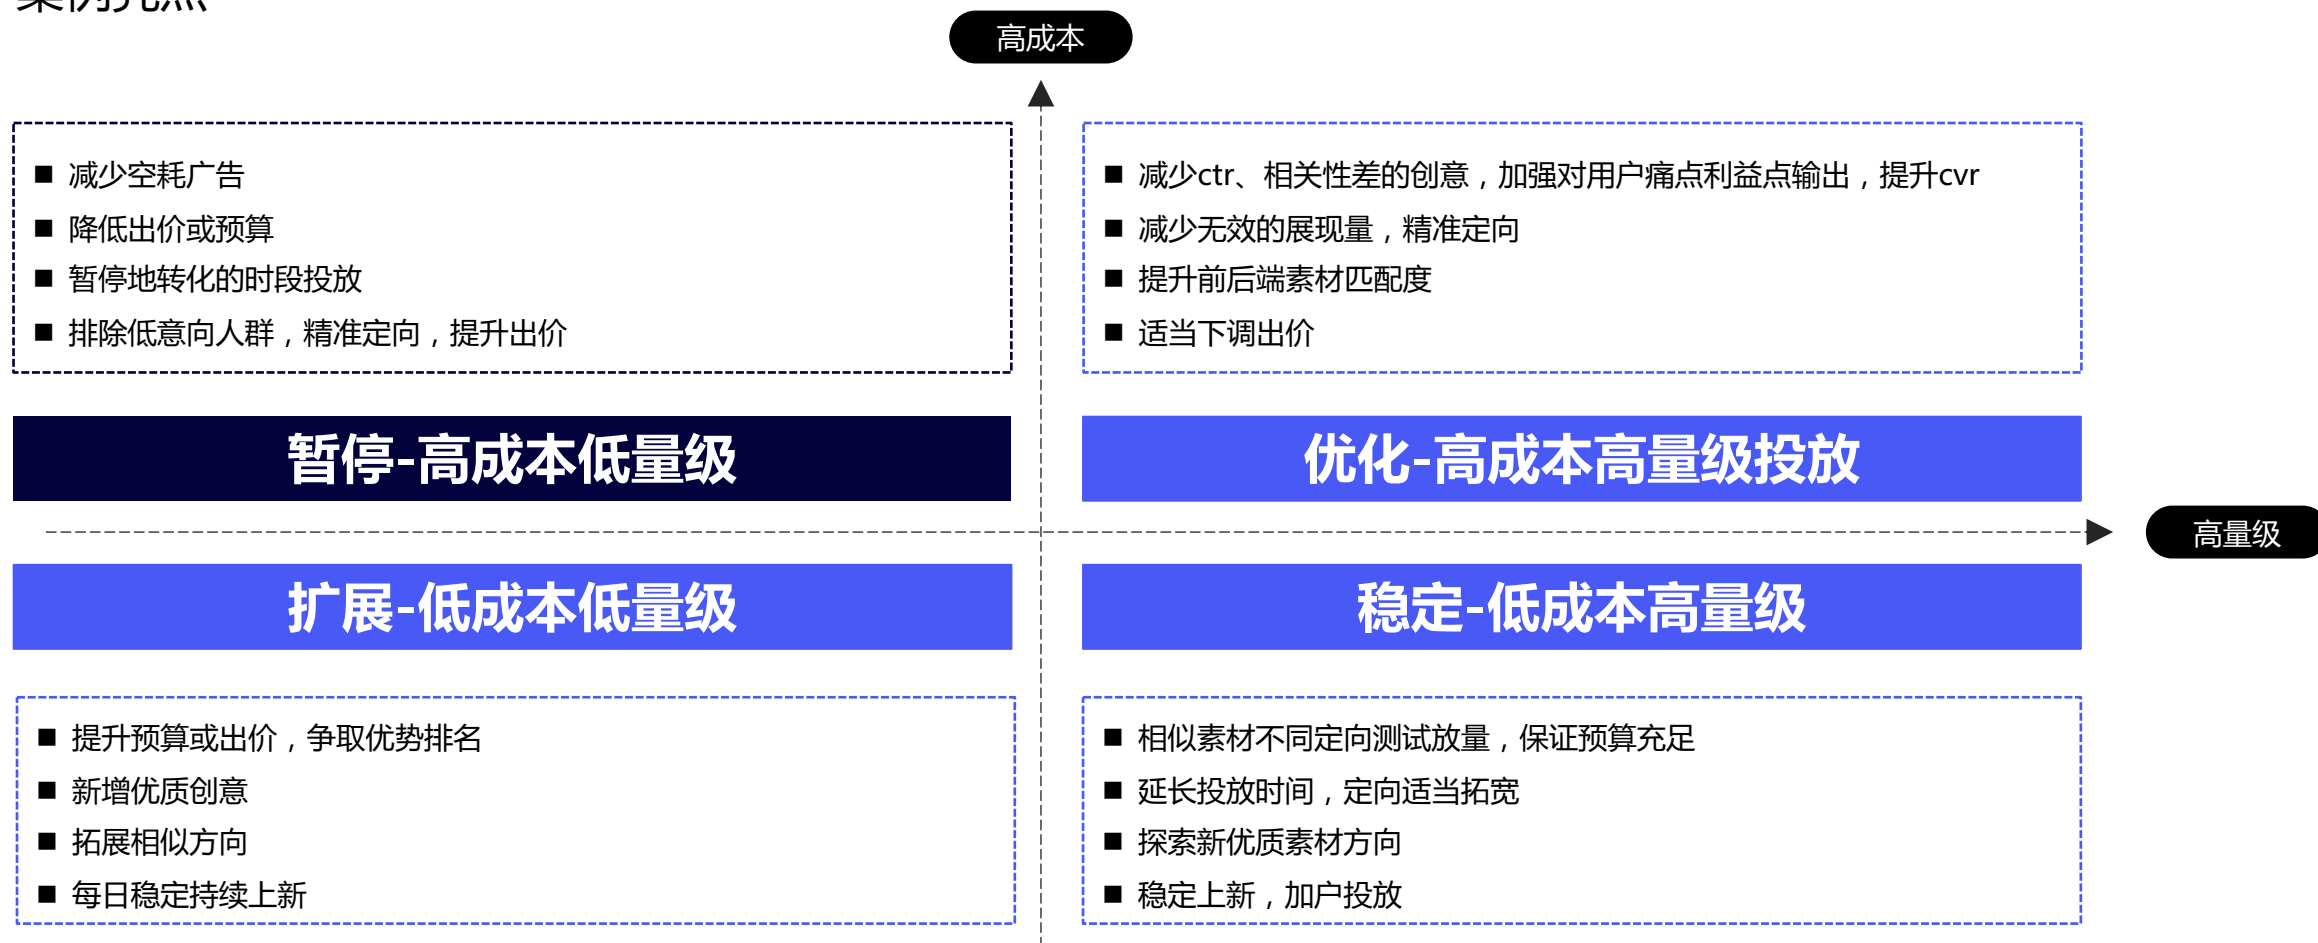 高成本
减少空耗广告
降低出价或预算
暂停地转化的时段投放
排除低意向人群，精准定向，提升出价
减少ctr、相关性差的创意，加强对用户痛点利益点输出，提升cvr
减少无效的展现量，精准定向
提升前后端素材匹配度
适当下调出价
暂停-高成本低量级
优化-高成本高量级投放
高量级
扩展-低成本低量级
稳定-低成本高量级
提升预算或出价，争取优势排名
新增优质创意
拓展相似方向
每日稳定持续上新
相似素材不同定向测试放量，保证预算充足
延长投放时间，定向适当拓宽
探索新优质素材方向
稳定上新，加户投放